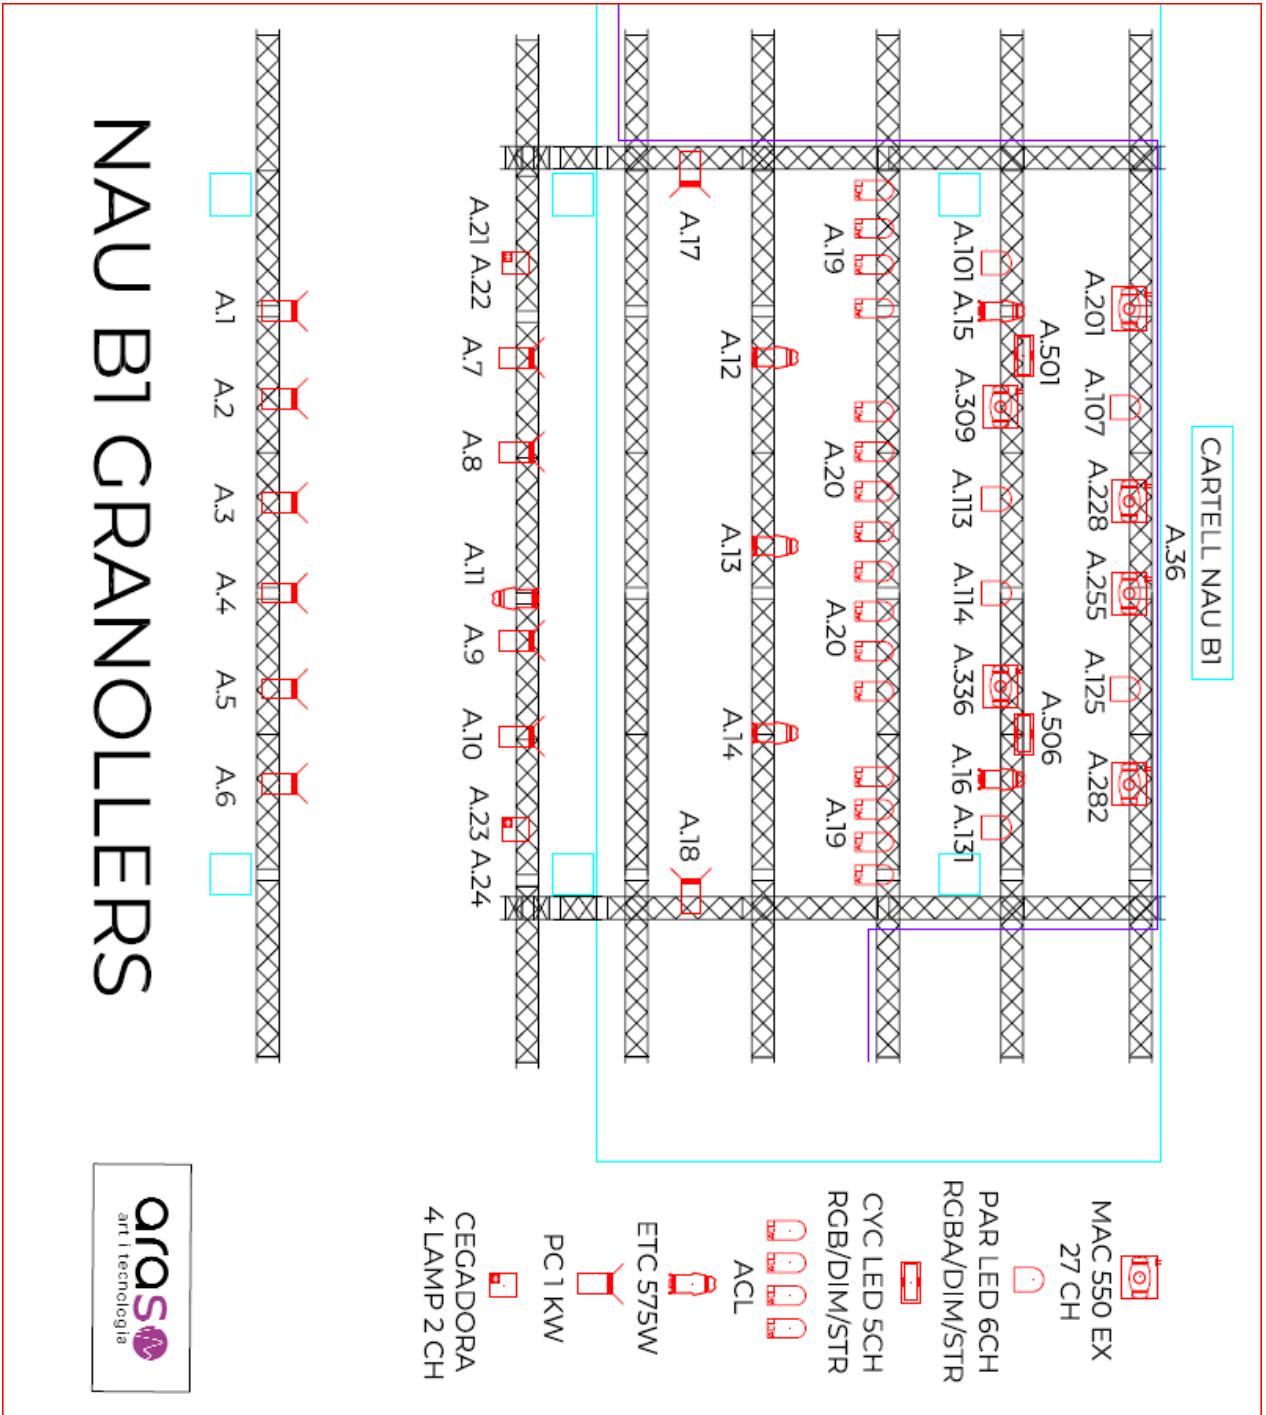 CARTELL NAU B1
A.36
A.201
A.107
A.228
A.255
A.125
A.282
A.501
A.506
A.101
A.15
A.309
A.113
A.114
A.336
A.16
A.131
A.19
A.20
A.20
A.19
A.12
A.13
A.14
A.17
A.18
A.21 A.22
A.7
A.8
A.11
A.9
A.10
A.23 A.24
A.1
A.2
A.3
A.4
A.5
A.6
NAU B1 GRANOLLERS
MAC 550 EX
27 CH
PAR LED 6CH
RGBA/DIM/STR
CYC LED 5CH
RGB/DIM/STR
ACL
ETC 575W
PC 1 KW
CEGADORA
4 LAMP 2 CH
aras
art i tecnologia